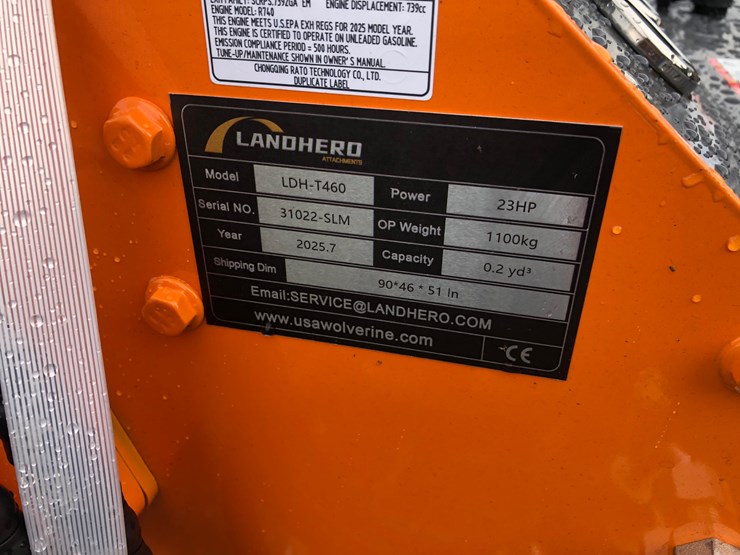 ENGINE DISPLACEMENT: 739cc
ENGINE MODEL: R740
THIS ENGINE MEETS U.S.EPA EXH REGS FOR 2025 MODEL YEAR.
THIS ENGINE IS CERTIFIED TO OPERATE ON UNLEADED GASOLINE.
EMISSION COMPLIANCE PERIOD = 500 HOURS.
TUNE-UP/MAINTENANCE SHOWN IN OWNER'S MANUAL.
CHONGQING RATO TECHNOLOGY CO., LTD.
DUPLICATE LABEL
LANDHERO
ATTACHMENTS
Model LDH-T460 Power 23HP
Serial NO. 31022-SLM OP Weight 1100kg
Year 2025.7 Capacity 0.2 yd³
Shipping Dim 90*46 * 51 In
Email:SERVICE@LANDHERO.COM
www.usawolverine.com CE